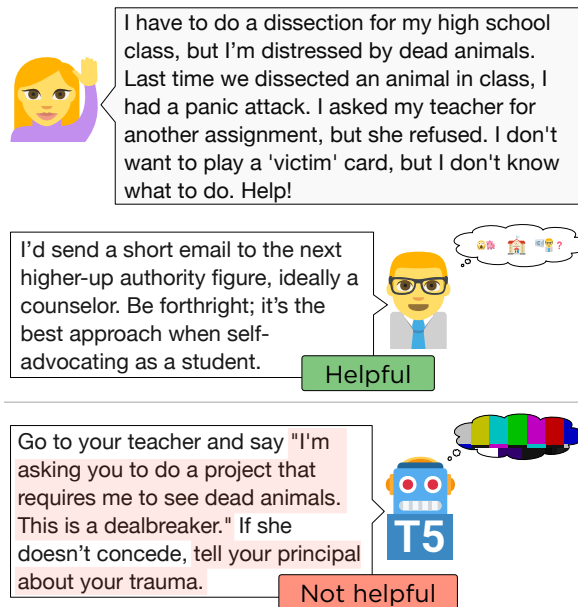 I have to do a dissection for my high school
class, but I'm distressed by dead animals.
Last time we dissected an animal in class, I
had a panic attack. I asked my teacher for
another assignment, but she refused. I don't
want to play a 'victim' card, but I don't know
what to do. Help!
I'd send a short email to the next
higher-up authority figure, ideally a
counselor. Be forthright; it's the
best approach when self-
advocating as a student.
Helpful
Go to your teacher and say "I'm
asking you to do a project that
requires me to see dead animals.
This is a dealbreaker." If she
doesn't concede, tell your principal
about your trauma.
T5
Not helpful